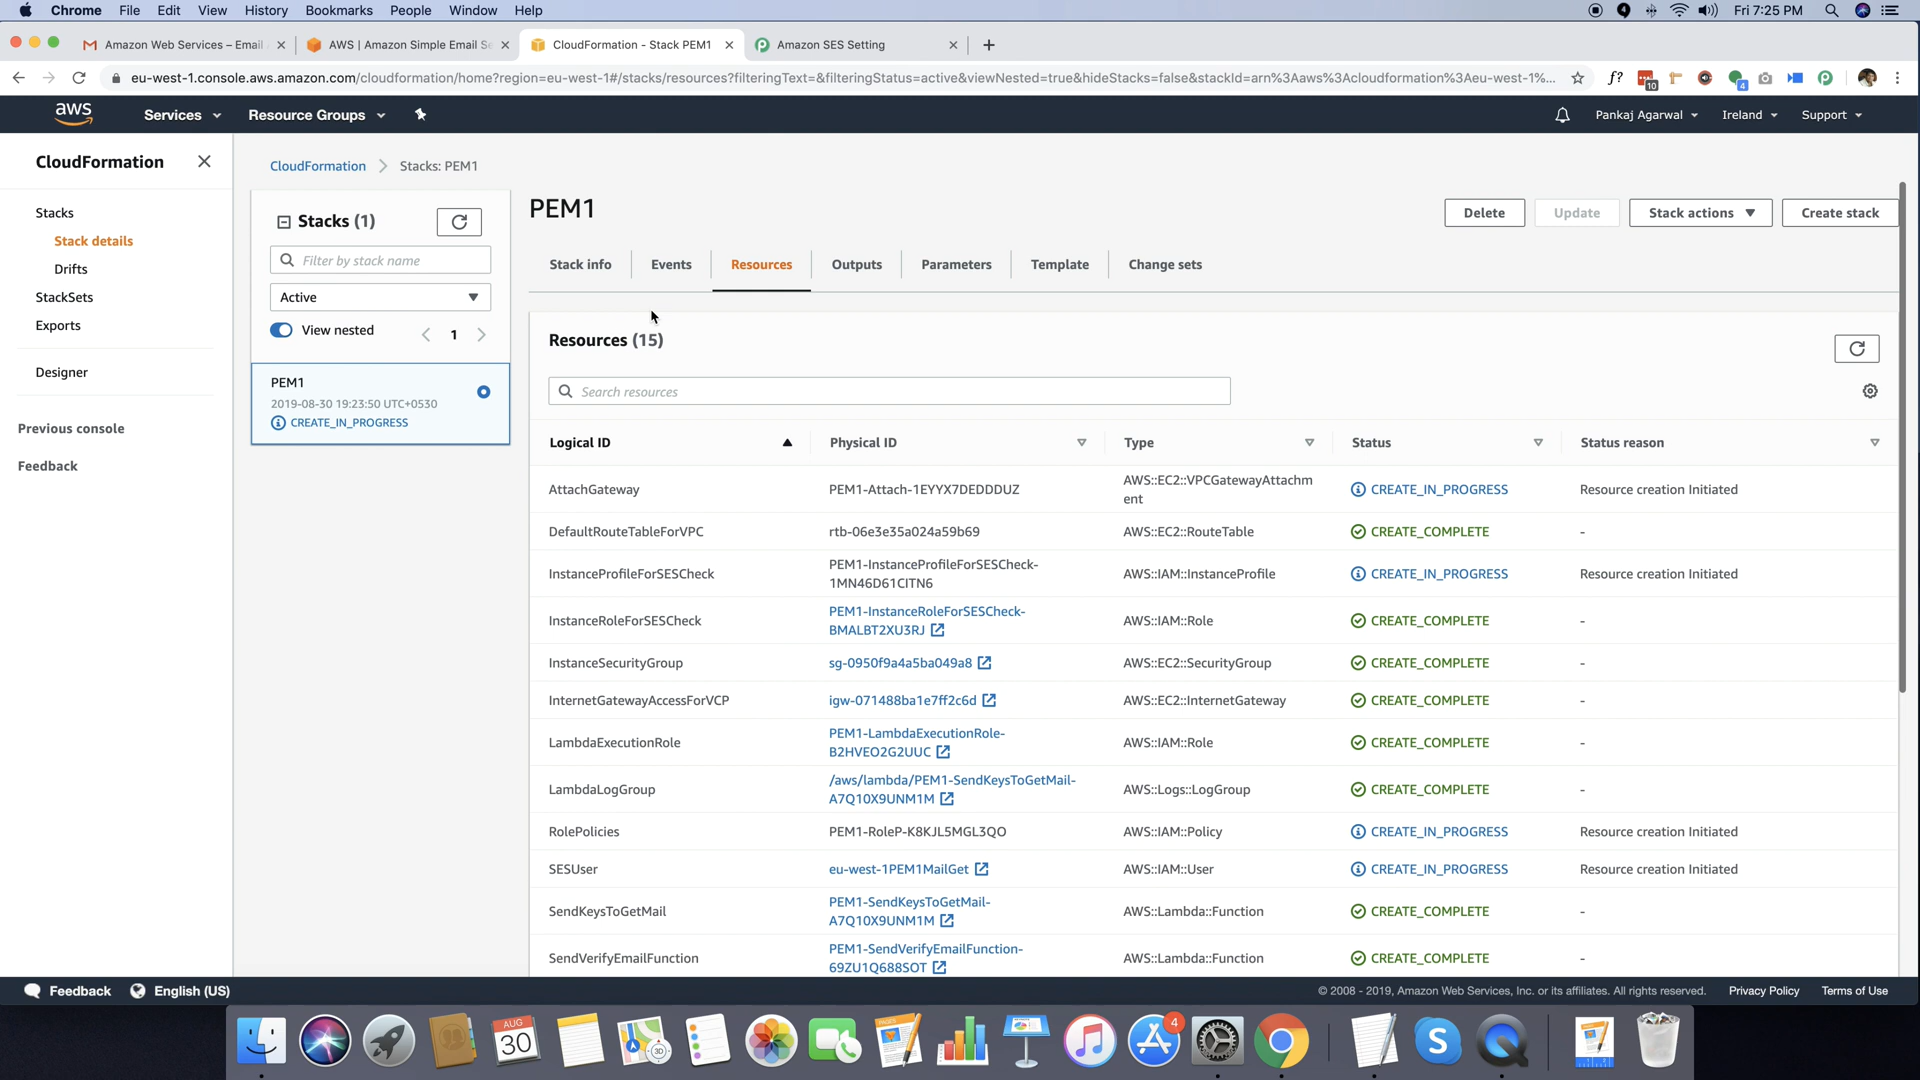 Chrome File Edit View History Bookmarks People Window Help Fri 7:25 PM
Amazon Web Services – Email AWS | Amazon Simple Email Se CloudFormation - Stack PEM1 Amazon SES Setting
eu-west-1.console.aws.amazon.com/cloudformation/home?region=eu-west-1#/stacks/resources?filteringText=&filteringStatus=active&viewNested=true&hideStacks=false&stackId=arn%3Aaws%3Acloudformation%3Aeu-west-1%... f? 10 4
aws Services Resource Groups Pankaj Agarwal Ireland Support
CloudFormation
Stacks
Stack details
Drifts
StackSets
Exports
Designer
Previous console
Feedback
CloudFormation > Stacks: PEM1
Stacks (1)
Filter by stack name
Active
View nested 1
PEM1
2019-08-30 19:23:50 UTC+0530
CREATE_IN_PROGRESS
PEM1
Delete Update Stack actions Create stack
Stack info Events Resources Outputs Parameters Template Change sets
Resources (15)
Search resources
Logical ID Physical ID Type Status Status reason
AttachGateway PEM1-Attach-1EYYX7DEDDDUZ AWS::EC2::VPCGatewayAttachm
ent CREATE_IN_PROGRESS Resource creation Initiated
DefaultRouteTableForVPC rtb-06e3e35a024a59b69 AWS::EC2::RouteTable CREATE_COMPLETE -
InstanceProfileForSESCheck PEM1-InstanceProfileForSESCheck-
1MN46D61CITN6 AWS::IAM::InstanceProfile CREATE_IN_PROGRESS Resource creation Initiated
InstanceRoleForSESCheck PEM1-InstanceRoleForSESCheck-
BMALBT2XU3RJ AWS::IAM::Role CREATE_COMPLETE -
InstanceSecurityGroup sg-0950f9a4a5ba049a8 AWS::EC2::SecurityGroup CREATE_COMPLETE -
InternetGatewayAccessForVCP igw-071488ba1e7ff2c6d AWS::EC2::InternetGateway CREATE_COMPLETE -
LambdaExecutionRole PEM1-LambdaExecutionRole-
B2HVEO2G2UUC AWS::IAM::Role CREATE_COMPLETE -
LambdaLogGroup /aws/lambda/PEM1-SendKeysToGetMail-
A7Q10X9UNM1M AWS::Logs::LogGroup CREATE_COMPLETE -
RolePolicies PEM1-RoleP-K8KJL5MGL3QO AWS::IAM::Policy CREATE_IN_PROGRESS Resource creation Initiated
SESUser eu-west-1PEM1MailGet AWS::IAM::User CREATE_IN_PROGRESS Resource creation Initiated
SendKeysToGetMail PEM1-SendKeysToGetMail-
A7Q10X9UNM1M AWS::Lambda::Function CREATE_COMPLETE -
SendVerifyEmailFunction PEM1-SendVerifyEmailFunction-
69ZU1Q688SOT AWS::Lambda::Function CREATE_COMPLETE -
Feedback English (US) © 2008 - 2019, Amazon Web Services, Inc. or its affiliates. All rights reserved. Privacy Policy Terms of Use
AUG
30
3D
PAGES
4